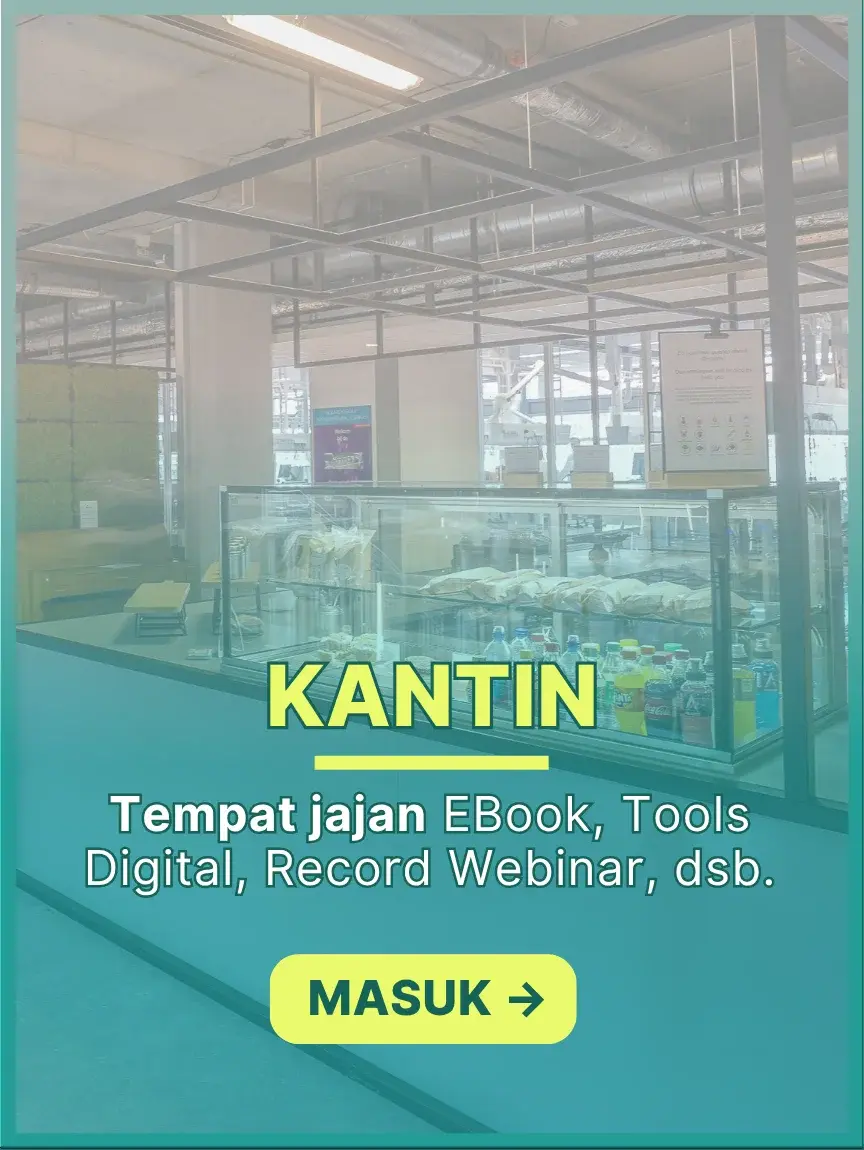 KANTIN
Tempat jajan EBook, Tools
Digital, Record Webinar, dsb.
MASUK →